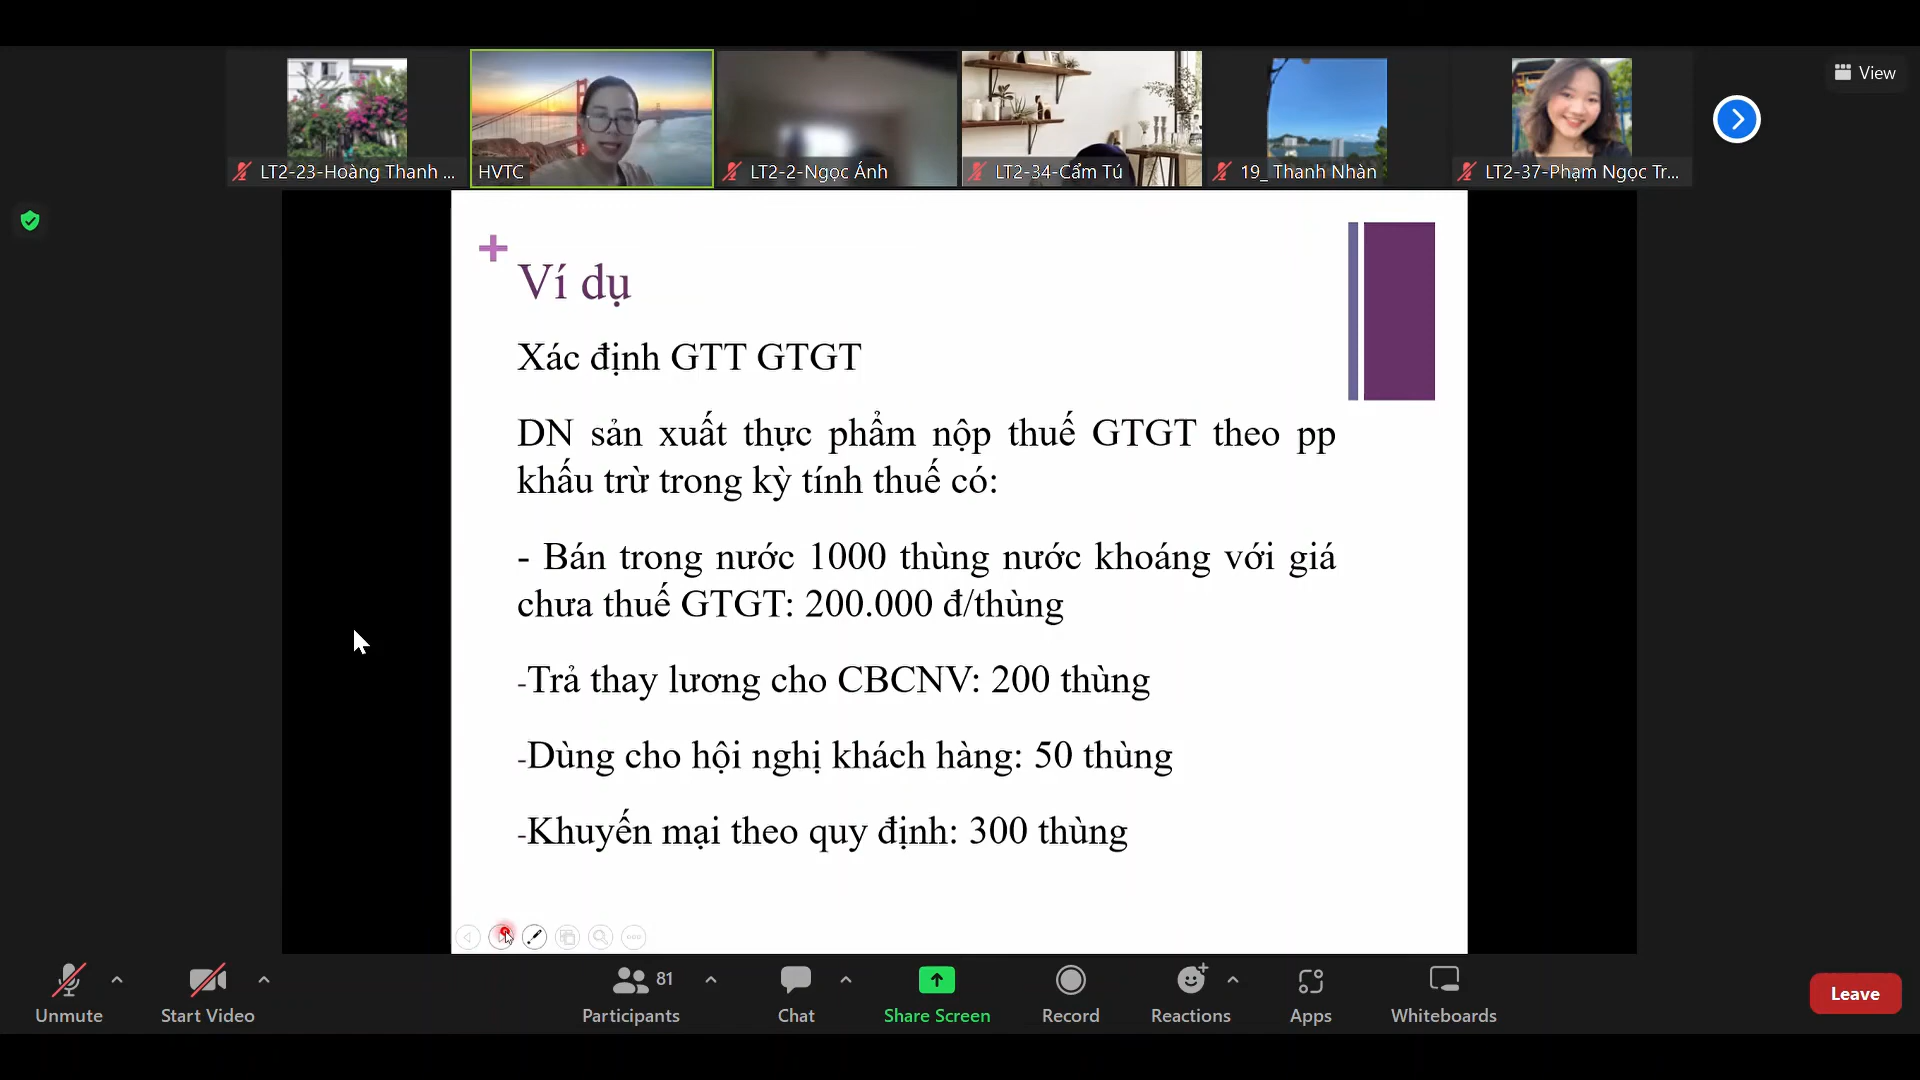 View
LT2-23-Hoàng Thanh ...
HVTC
LT2-2-Ngọc Ánh
LT2-34-Cẩm Tú
19_ Thanh Nhàn
LT2-37-Phạm Ngọc Tr...
+
Ví dụ
Xác định GTT GTGT
DN sản xuất thực phẩm nộp thuế GTGT theo pp
khấu trừ trong kỳ tính thuế có:
- Bán trong nước 1000 thùng nước khoáng với giá
chưa thuế GTGT: 200.000 đ/thùng
-Trả thay lương cho CBCNV: 200 thùng
-Dùng cho hội nghị khách hàng: 50 thùng
-Khuyến mại theo quy định: 300 thùng
Unmute
Start Video
81
Participants
Chat
Share Screen
Record
Reactions
Apps
Whiteboards
Leave